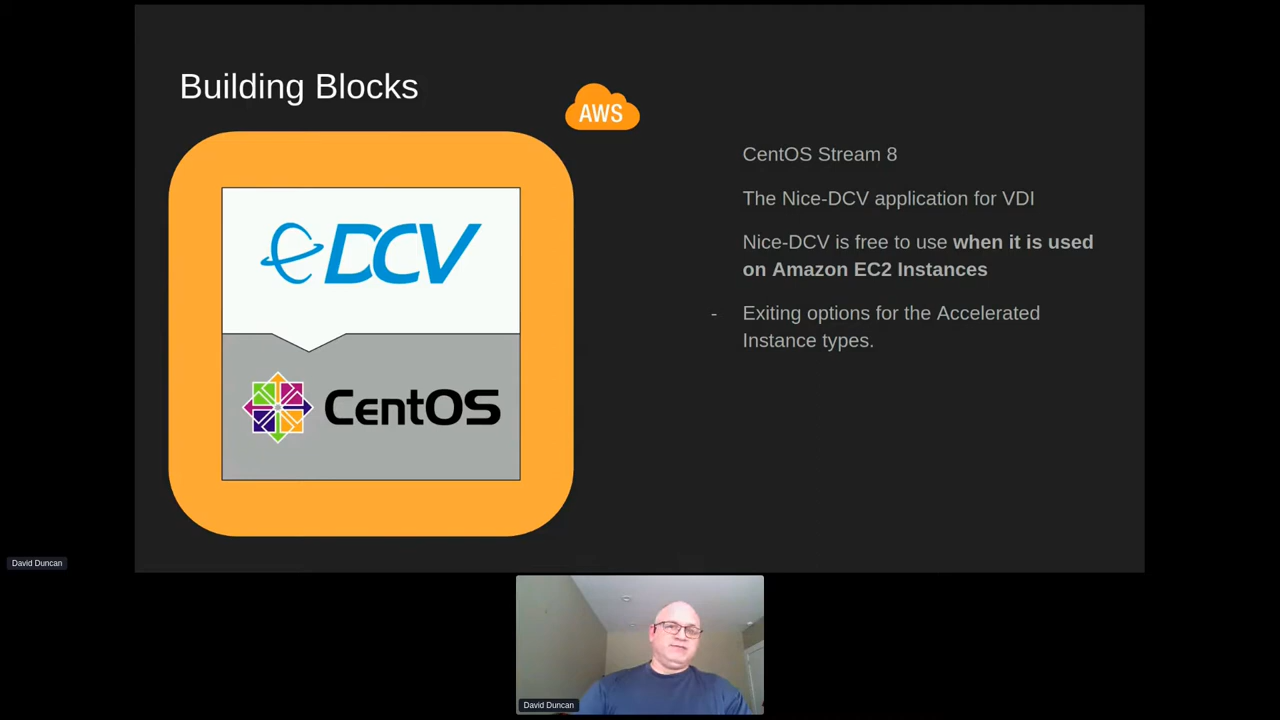 Building Blocks
AWS
DCV
CentOS
CentOS Stream 8
The Nice-DCV application for VDI
Nice-DCV is free to use when it is used
on Amazon EC2 Instances
- Exiting options for the Accelerated
Instance types.
David Duncan
David Duncan